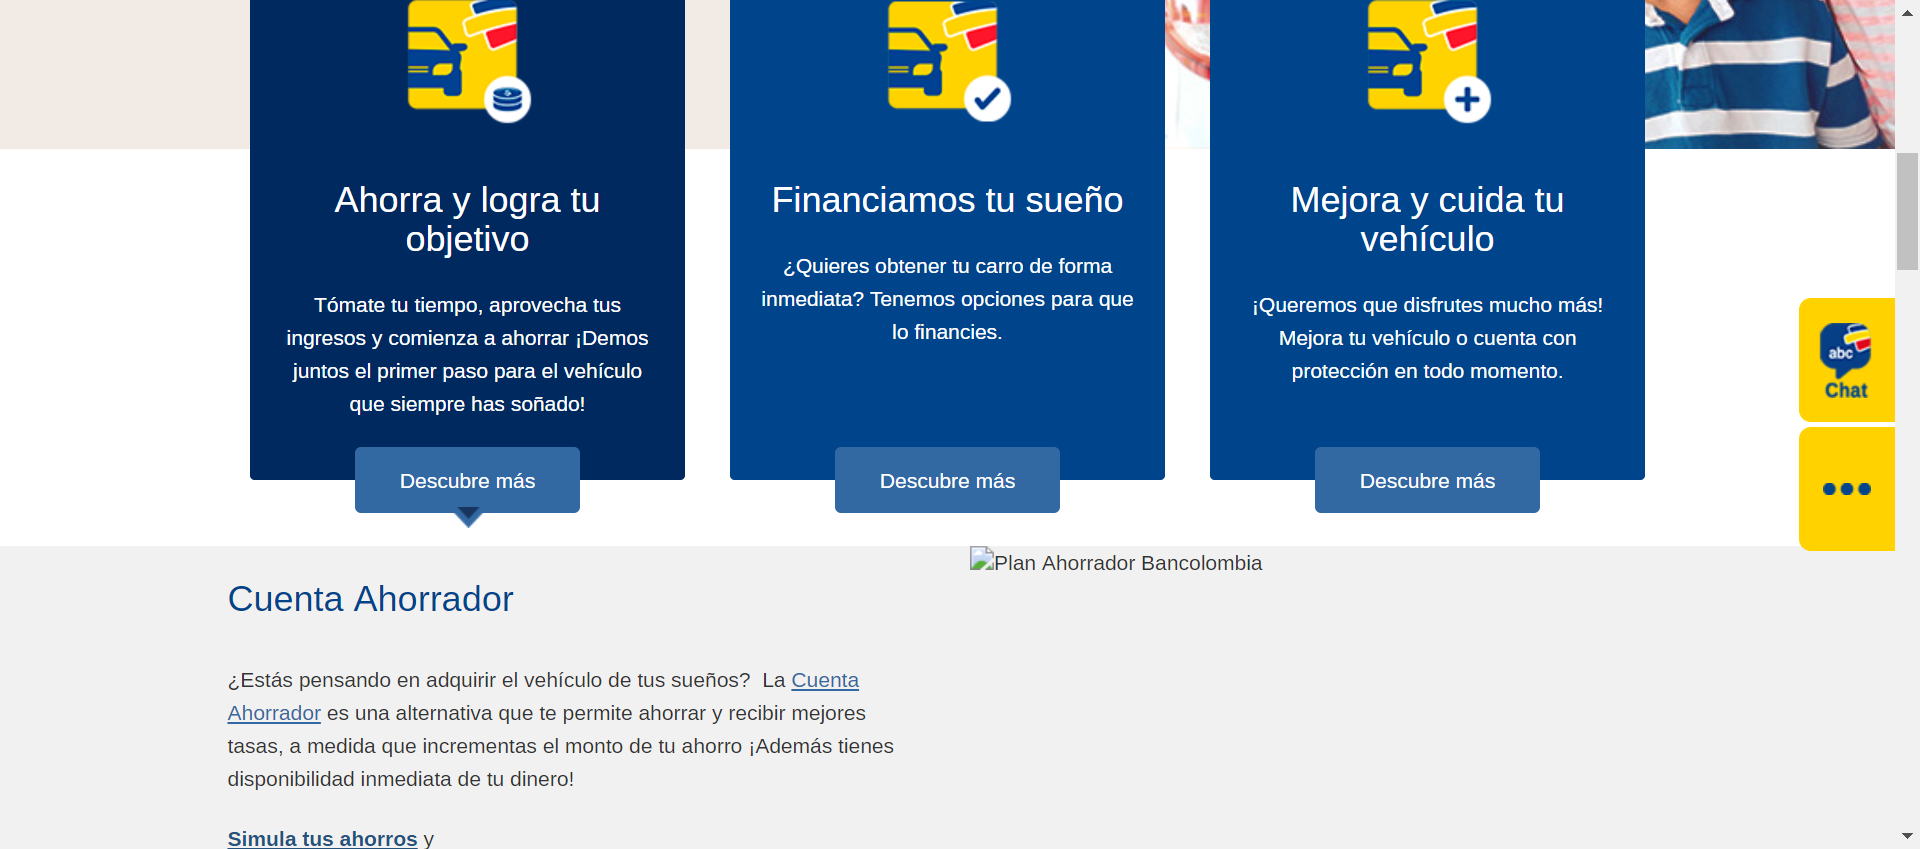 Ahorra y logra tu
objetivo
Tómate tu tiempo, aprovecha tus
ingresos y comienza a ahorrar ¡Demos
juntos el primer paso para el vehículo
que siempre has soñado!
Descubre más
Financiamos tu sueño
¿Quieres obtener tu carro de forma
inmediata? Tenemos opciones para que
lo financies.
Descubre más
Mejora y cuida tu
vehículo
¡Queremos que disfrutes mucho más!
Mejora tu vehículo o cuenta con
protección en todo momento.
Descubre más
abc
Chat
Plan Ahorrador Bancolombia
Cuenta Ahorrador
¿Estás pensando en adquirir el vehículo de tus sueños?  La Cuenta
Ahorrador es una alternativa que te permite ahorrar y recibir mejores
tasas, a medida que incrementas el monto de tu ahorro ¡Además tienes
disponibilidad inmediata de tu dinero!
Simula tus ahorros y